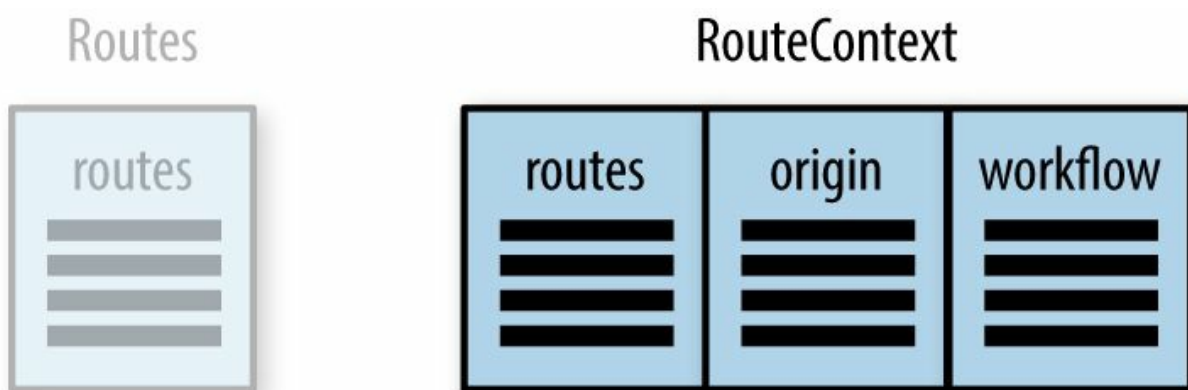 Routes
RouteContext
routes
routes
origin
workflow